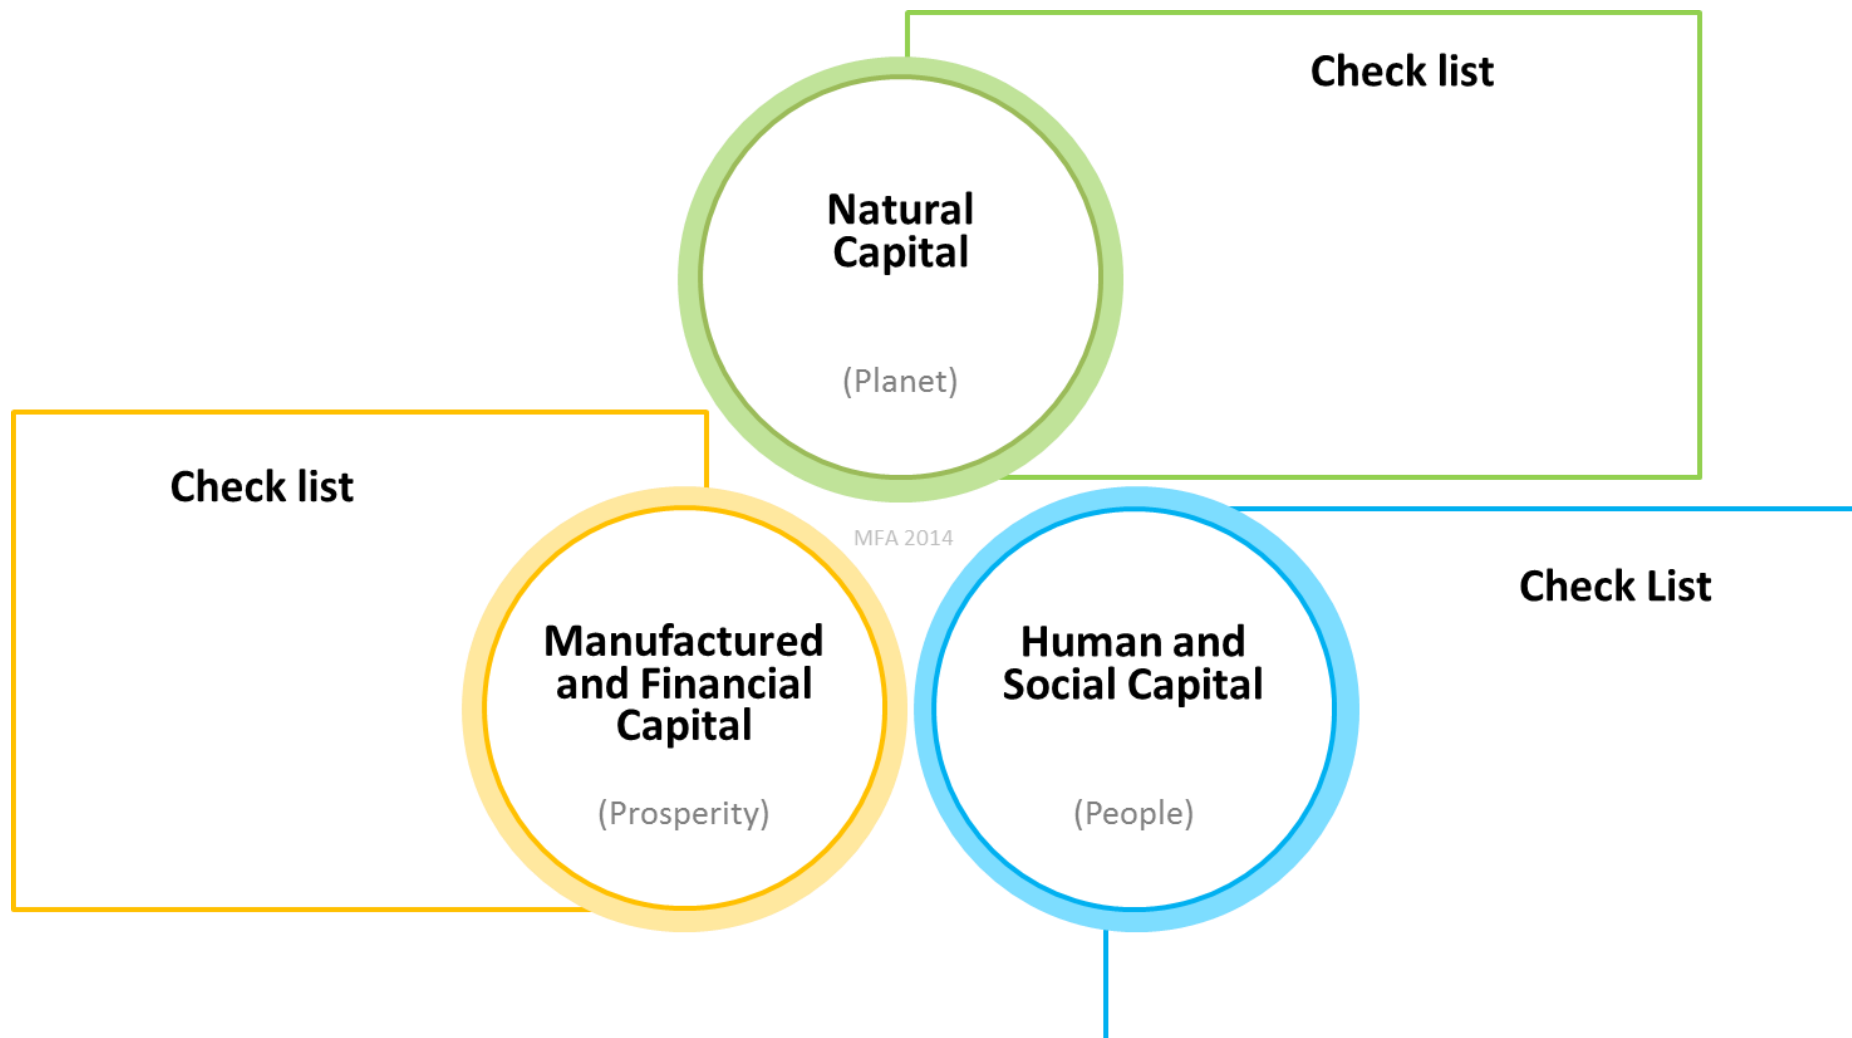 Check list
Natural
Capital
(Planet)
Check list
MFA 2014
Check List
Manufactured
and Financial
Capital
(Prosperity)
Human and
Social Capital
(People)